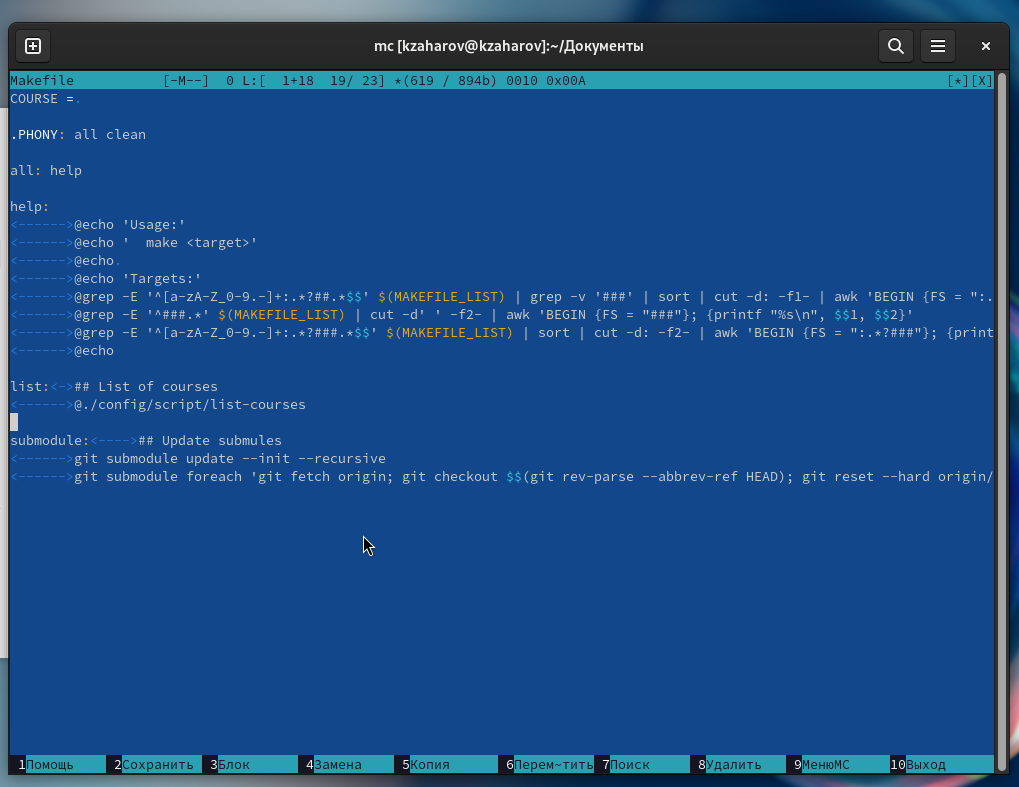 mc [kzaharov@kzaharov]:~/Документы
Makefile [-M--] 0 L:[ 1+18 19/ 23] *(619 / 894b) 0010 0x00A [*][X]
COURSE =.
.PHONY: all clean
all: help
help:
<------>@echo 'Usage:'
<------>@echo '  make <target>'
<------>@echo.
<------>@echo 'Targets:'
<------>@grep -E '^[a-zA-Z_0-9.-]+:.*?##.*$$' $(MAKEFILE_LIST) | grep -v '###' | sort | cut -d: -f1- | awk 'BEGIN {FS = ":.
<------>@grep -E '^###.*' $(MAKEFILE_LIST) | cut -d' ' -f2- | awk 'BEGIN {FS = "###"}; {printf "%s\n", $$1, $$2}'
<------>@grep -E '^[a-zA-Z_0-9.-]+:.*?###.*$$' $(MAKEFILE_LIST) | sort | cut -d: -f2- | awk 'BEGIN {FS = ":.*?###"}; {print
<------>@echo
list:<->## List of courses
<------>@./config/script/list-courses
submodule:<---->## Update submules
<------>git submodule update --init --recursive
<------>git submodule foreach 'git fetch origin; git checkout $$(git rev-parse --abbrev-ref HEAD); git reset --hard origin/
1Помощь 2Сохранить 3Блок 4Замена 5Копия 6Перем~тить 7Поиск 8Удалить 9МенюMC 10Выход